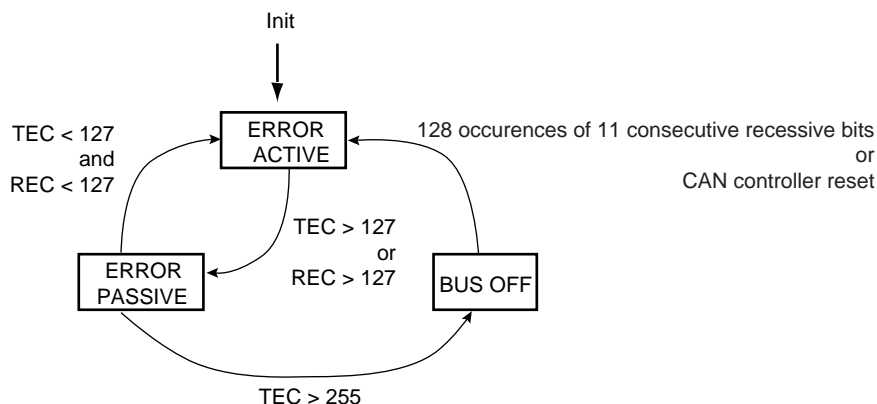 Init
ERROR
ACTIVE
TEC < 127
and
REC < 127
128 occurences of 11 consecutive recessive bits
or
CAN controller reset
TEC > 127
or
REC > 127
ERROR
PASSIVE
BUS OFF
TEC > 255